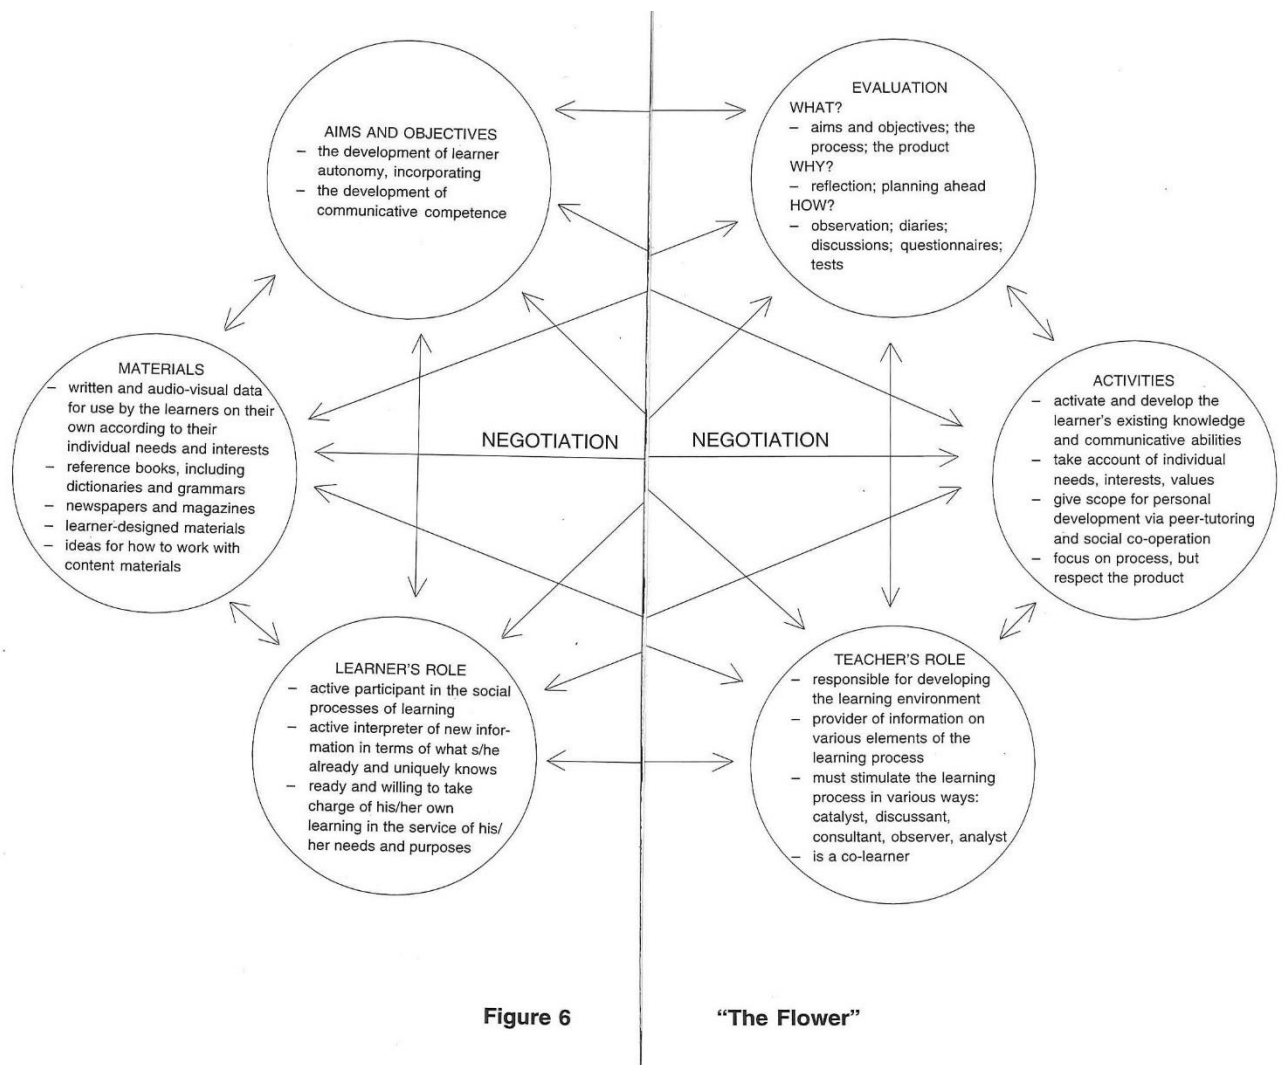 AIMS AND OBJECTIVES
– the development of learner
autonomy, incorporating
– the development of
communicative competence
EVALUATION
WHAT?
– aims and objectives; the
process; the product
WHY?
– reflection; planning ahead
HOW?
– observation; diaries;
discussions; questionnaires;
tests
MATERIALS
– written and audio-visual data
for use by the learners on their
own according to their
individual needs and interests
– reference books, including
dictionaries and grammars
– newspapers and magazines
– learner-designed materials
– ideas for how to work with
content materials
NEGOTIATION
NEGOTIATION
ACTIVITIES
– activate and develop the
learner's existing knowledge
and communicative abilities
– take account of individual
needs, interests, values
– give scope for personal
development via peer-tutoring
and social co-operation
– focus on process, but
respect the product
LEARNER'S ROLE
– active participant in the social
processes of learning
– active interpreter of new infor-
mation in terms of what s/he
already and uniquely knows
– ready and willing to take
charge of his/her own
learning in the service of his/
her needs and purposes
TEACHER'S ROLE
– responsible for developing
the learning environment
– provider of information on
various elements of the
learning process
– must stimulate the learning
process in various ways:
catalyst, discussant,
consultant, observer, analyst
– is a co-learner
Figure 6
"The Flower"